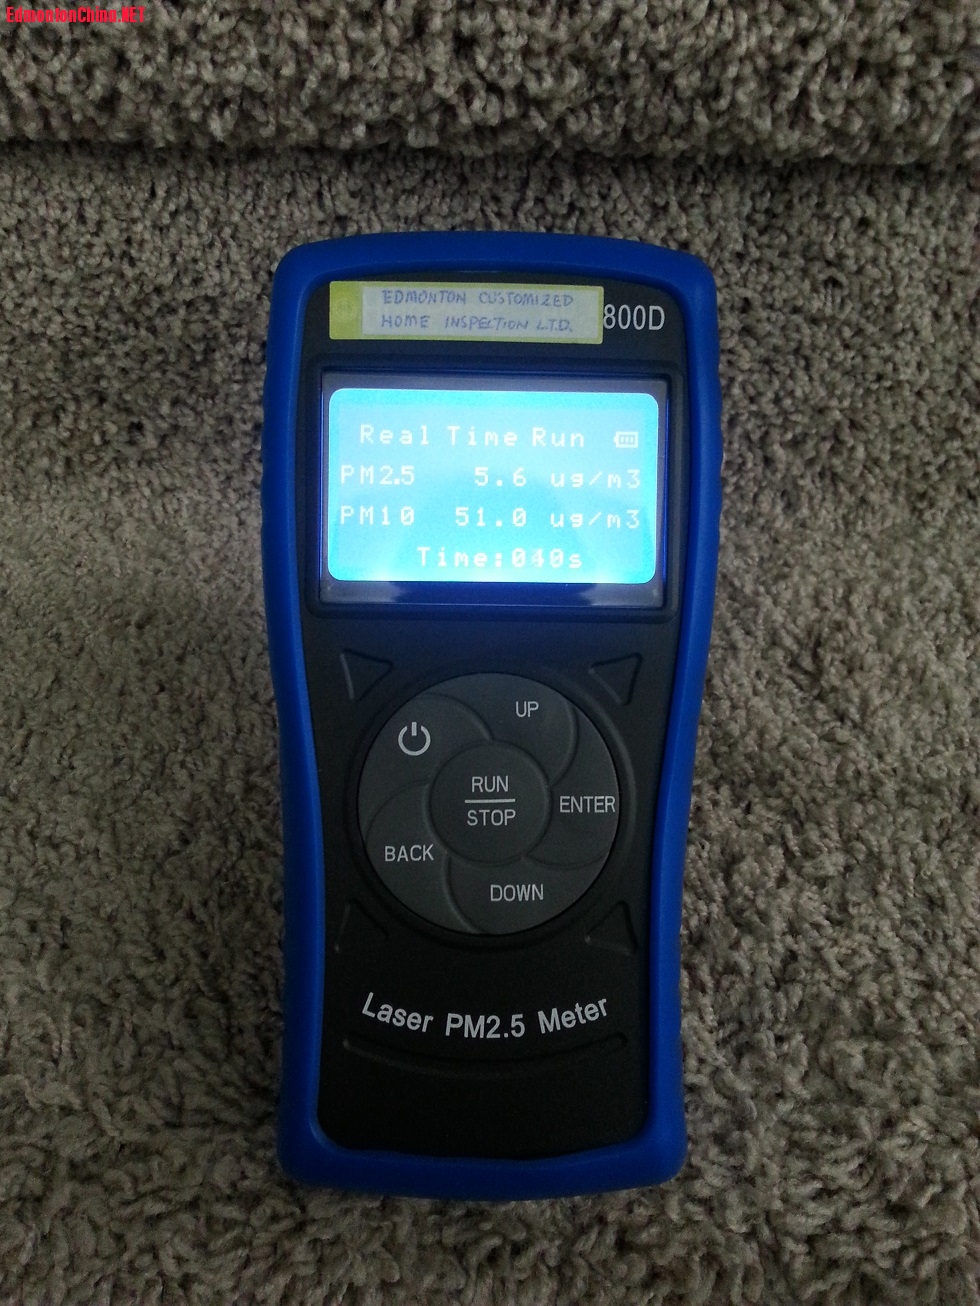 EdmontonChina.NET
EDMONTON CUSTOMIZED
HOME INSPECTION LTD.
800D
Real Time Run
PM2.5 5.6 ug/m3
PM10 51.0 ug/m3
Time:040s
UP
RUN
STOP
ENTER
BACK
DOWN
Laser PM2.5 Meter